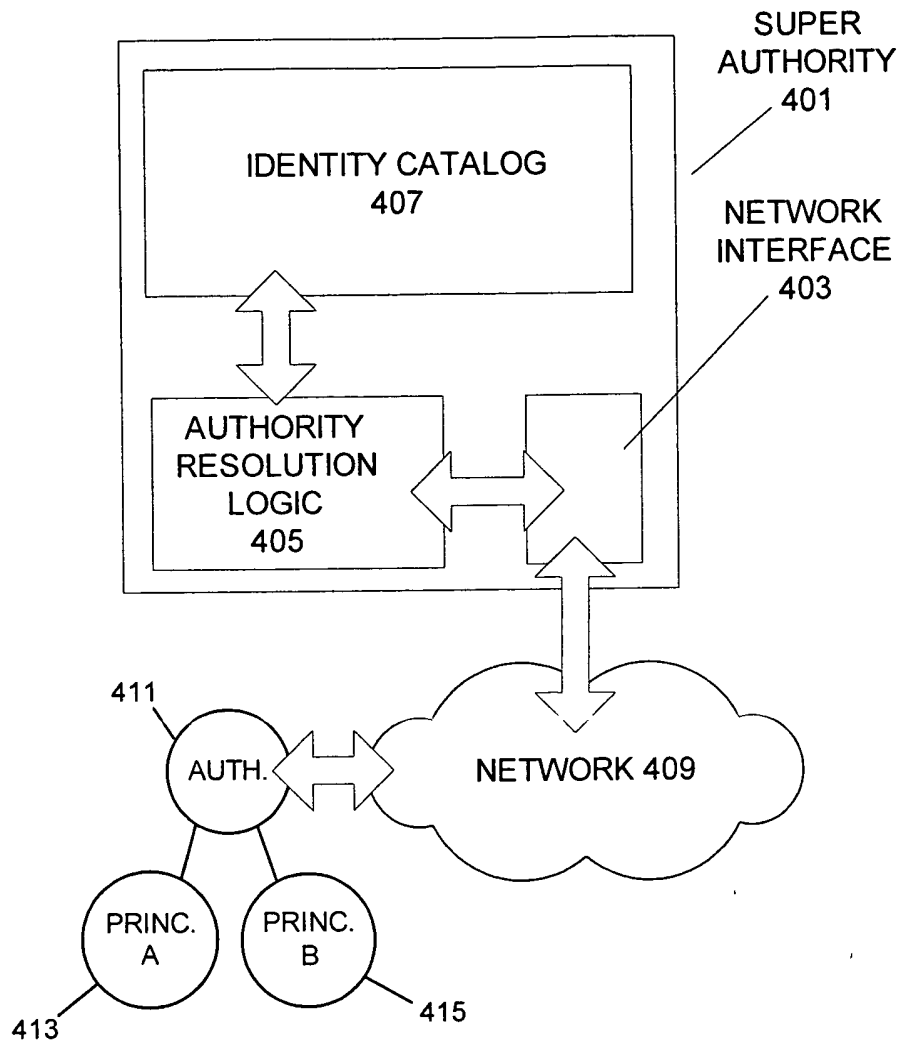 SUPER
AUTHORITY
401
IDENTITY CATALOG
407
NETWORK
INTERFACE
403
AUTHORITY
RESOLUTION
LOGIC
405
411
AUTH.
NETWORK 409
PRINC.
A
PRINC.
B
413
415